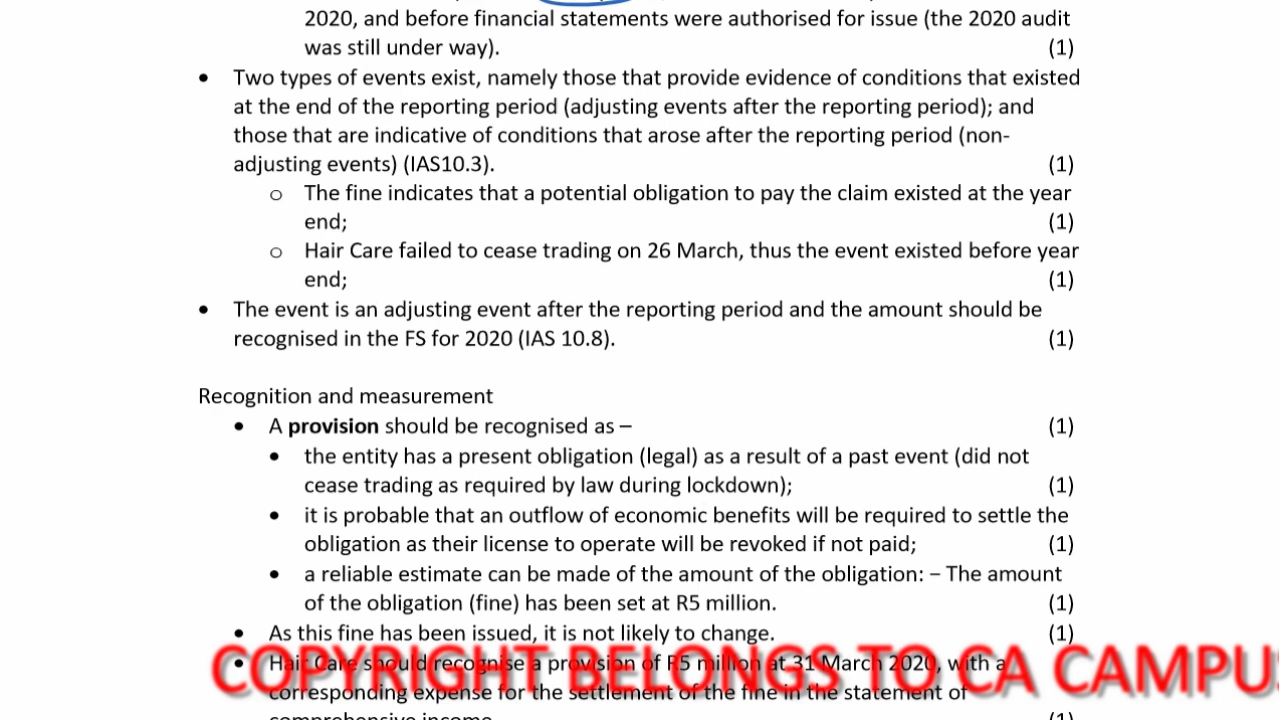 2020, and before financial statements were authorised for issue (the 2020 audit
was still under way). (1)
• Two types of events exist, namely those that provide evidence of conditions that existed
at the end of the reporting period (adjusting events after the reporting period); and
those that are indicative of conditions that arose after the reporting period (non-
adjusting events) (IAS10.3). (1)
o The fine indicates that a potential obligation to pay the claim existed at the year
end; (1)
o Hair Care failed to cease trading on 26 March, thus the event existed before year
end; (1)
• The event is an adjusting event after the reporting period and the amount should be
recognised in the FS for 2020 (IAS 10.8). (1)
Recognition and measurement
• A provision should be recognised as – (1)
• the entity has a present obligation (legal) as a result of a past event (did not
cease trading as required by law during lockdown); (1)
• it is probable that an outflow of economic benefits will be required to settle the
obligation as their license to operate will be revoked if not paid; (1)
• a reliable estimate can be made of the amount of the obligation: – The amount
of the obligation (fine) has been set at R5 million. (1)
• As this fine has been issued, it is not likely to change. (1)
• Hair Care should recognise a provision of R5 million at 31 March 2020, with a
corresponding expense for the settlement of the fine in the statement of
comprehensive income. (1)
COPYRIGHT BELONGS TO CA CAMPUS